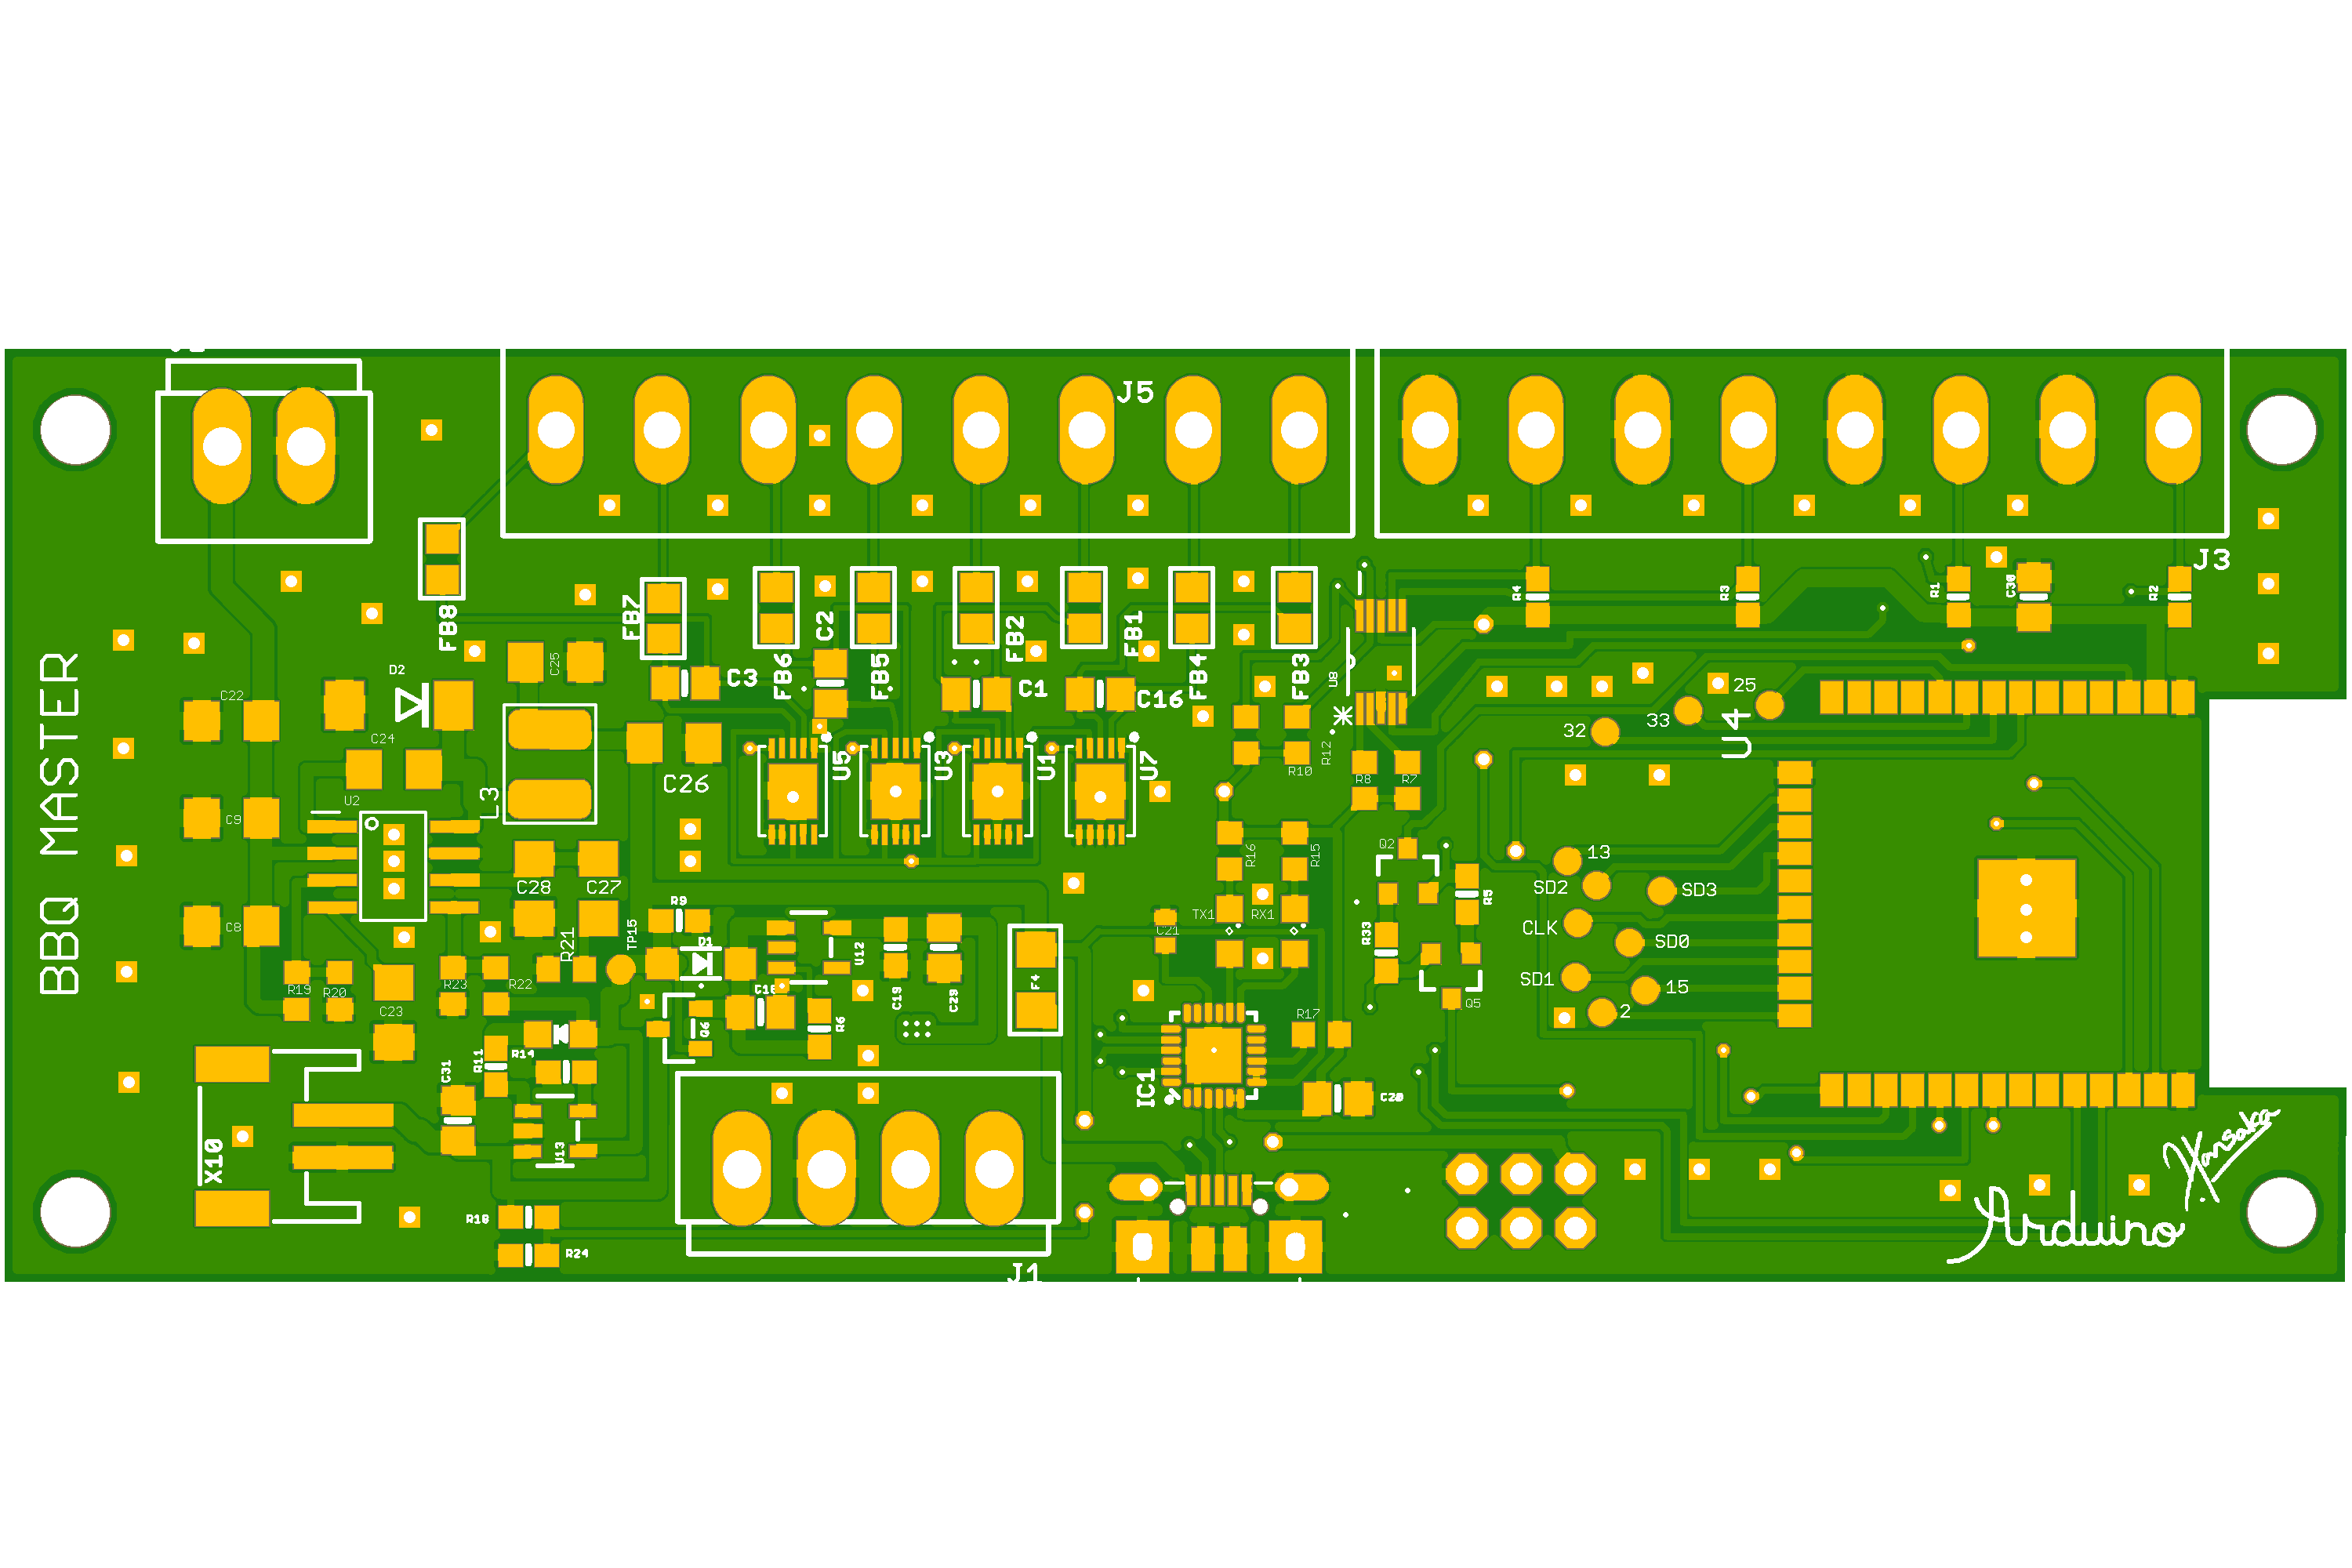 J5
J3
BBQ MASTER
FB8
FB7
FB6
C2
FB5
FB2
FB1
FB4
FB3
R4
R3
R1
C30
R2
D2
C25
C3
C1
C16
U8
25
33
32
U4
C22
C24
C26
U5
U3
U1
U7
R12
R10
R8
R7
U2
L3
C9
R16
R15
Q2
13
SD2
SD3
C28
C27
R5
C8
R9
TP15
R21
D1
U12
TX1
RX1
C21
R33
CLK
SD0
R19
R20
R23
R22
C23
C19
C29
F4
SD1
15
Q5
2
Q6
R6
R17
R11
R14
C31
IC1
C20
X10
U13
R18
R24
J1
Arduino